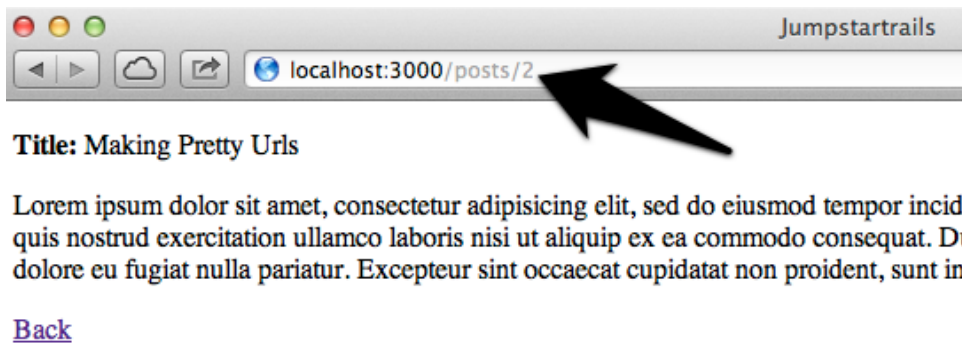 Jumpstartrails
localhost:3000/posts/2
Title: Making Pretty Urls
Lorem ipsum dolor sit amet, consectetur adipisicing elit, sed do eiusmod tempor incid
quis nostrud exercitation ullamco laboris nisi ut aliquip ex ea commodo consequat. Du
dolore eu fugiat nulla pariatur. Excepteur sint occaecat cupidatat non proident, sunt in
Back